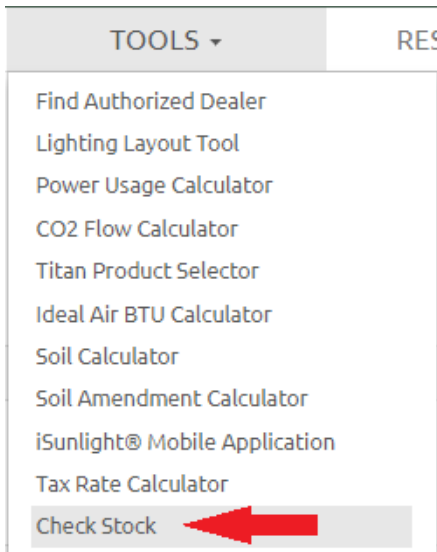 TOOLS
RES
Find Authorized Dealer
Lighting Layout Tool
Power Usage Calculator
CO2 Flow Calculator
Titan Product Selector
Ideal Air BTU Calculator
Soil Calculator
Soil Amendment Calculator
iSunlight® Mobile Application
Tax Rate Calculator
Check Stock